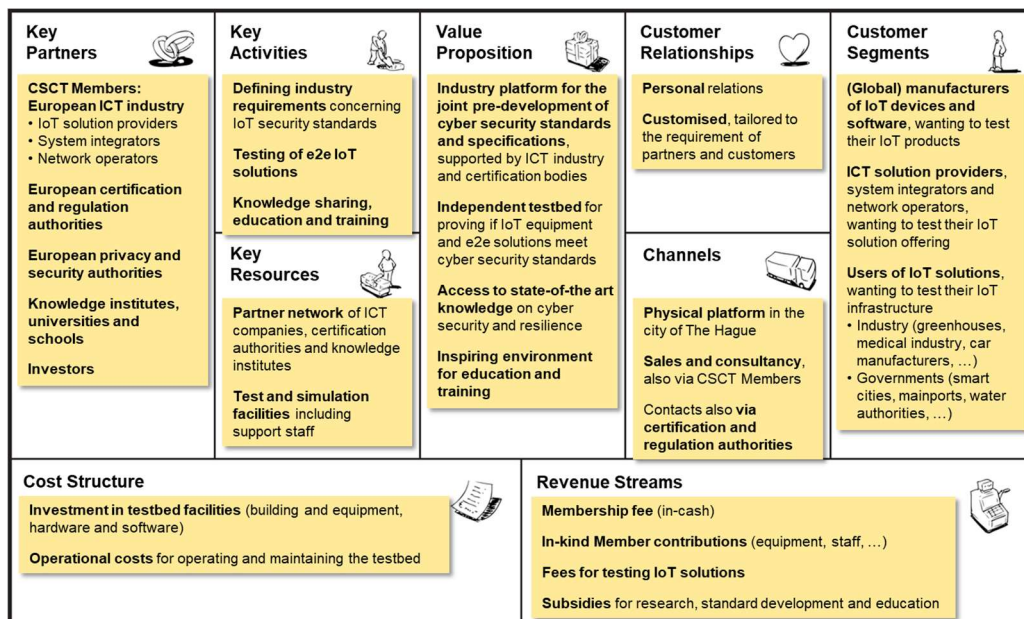 Key
Partners
CSCT Members:
European ICT industry
• IoT solution providers
• System integrators
• Network operators
European certification
and regulation
authorities
European privacy and
security authorities
Knowledge institutes,
universities and
schools
Investors
Key
Activities
Defining industry
requirements concerning
IoT security standards
Testing of e2e IoT
solutions
Knowledge sharing,
education and training
Key
Resources
Partner network of ICT
companies, certification
authorities and knowledge
institutes
Test and simulation
facilities including
support staff
Value
Proposition
Industry platform for the
joint pre-development of
cyber security standards
and specifications,
supported by ICT industry
and certification bodies
Independent testbed for
proving if IoT equipment
and e2e solutions meet
cyber security standards
Access to state-of-the art
knowledge on cyber
security and resilience
Inspiring environment
for education and
training
Customer
Relationships
Personal relations
Customised, tailored to
the requirement of
partners and customers
Channels
Physical platform in the
city of The Hague
Sales and consultancy,
also via CSCT Members
Contacts also via
certification and
regulation authorities
Customer
Segments
(Global) manufacturers
of IoT devices and
software, wanting to test
their IoT products
ICT solution providers,
system integrators and
network operators,
wanting to test their IoT
solution offering
Users of IoT solutions,
wanting to test their IoT
infrastructure
• Industry (greenhouses,
medical industry, car
manufacturers, …)
• Governments (smart
cities, mainports, water
authorities, …)
Cost Structure
Investment in testbed facilities (building and equipment,
hardware and software)
Operational costs for operating and maintaining the testbed
Revenue Streams
Membership fee (in-cash)
In-kind Member contributions (equipment, staff, …)
Fees for testing IoT solutions
Subsidies for research, standard development and education